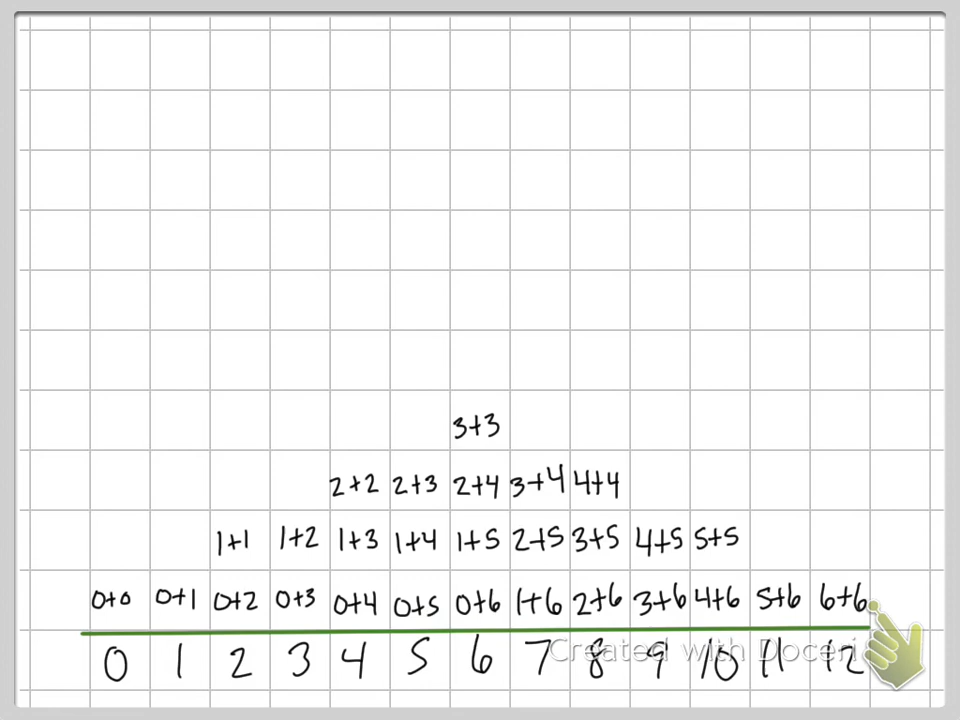 3+3
2+2 2+3 2+4 3+4 4+4
1+1 1+2 1+3 1+4 1+5 2+5 3+5 4+5 5+5
0+0 0+1 0+2 0+3 0+4 0+5 0+6 1+6 2+6 3+6 4+6 5+6 6+6
0 1 2 3 4 5 6 7 8 9 10 11 12
Created with Doceri